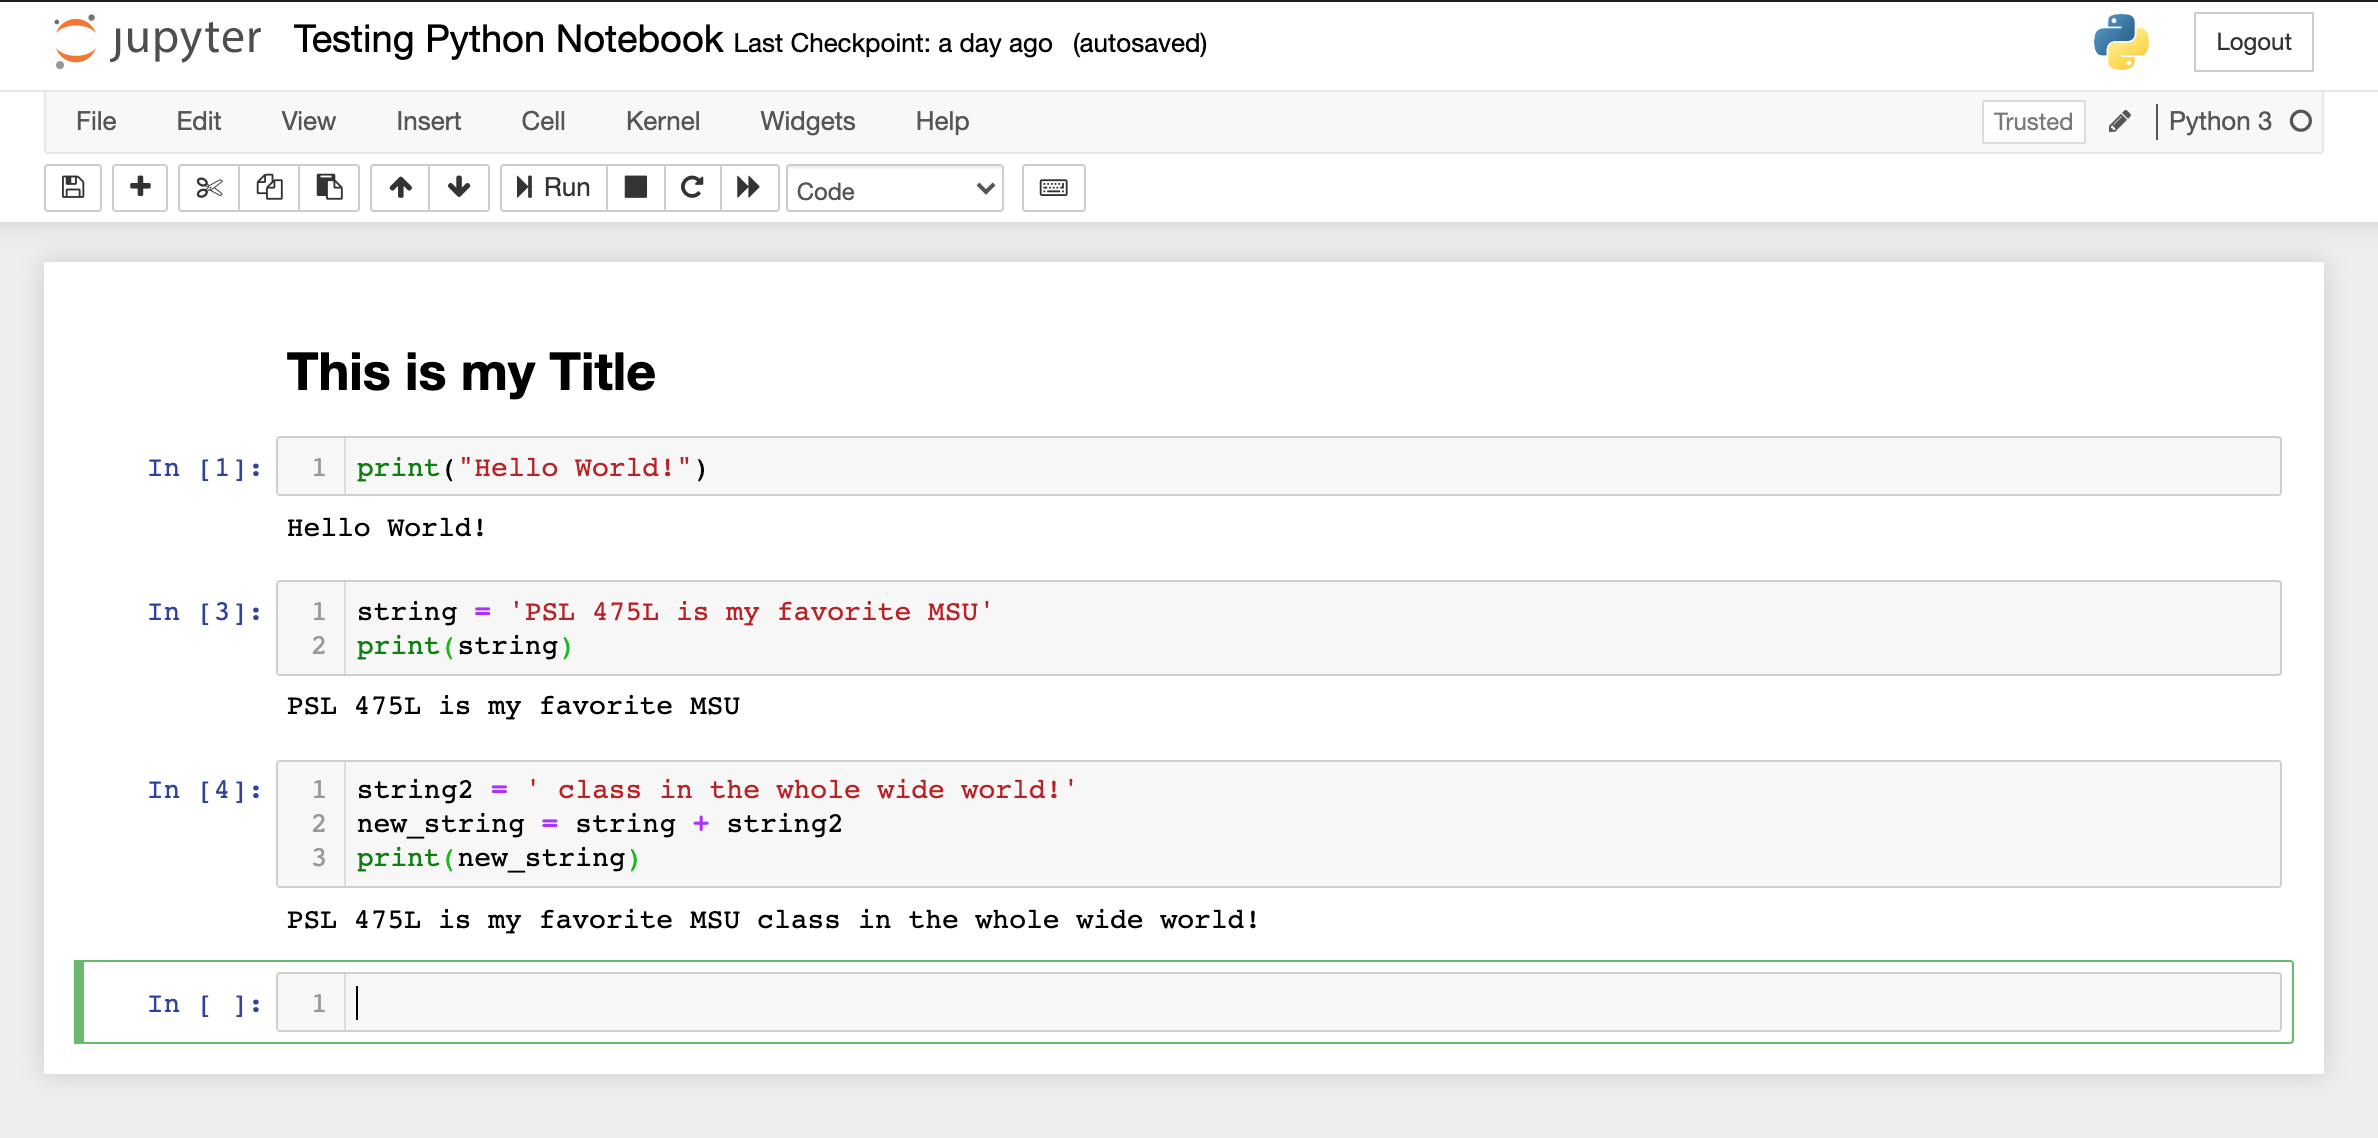 jupyter Testing Python Notebook Last Checkpoint: a day ago (autosaved) Logout
File Edit View Insert Cell Kernel Widgets Help Trusted Python 3
Run Code
This is my Title
In [1]: 1 print("Hello World!")
Hello World!
In [3]: 1 string = 'PSL 475L is my favorite MSU'
2 print(string)
PSL 475L is my favorite MSU
In [4]: 1 string2 = ' class in the whole wide world!'
2 new_string = string + string2
3 print(new_string)
PSL 475L is my favorite MSU class in the whole wide world!
In [ ]: 1